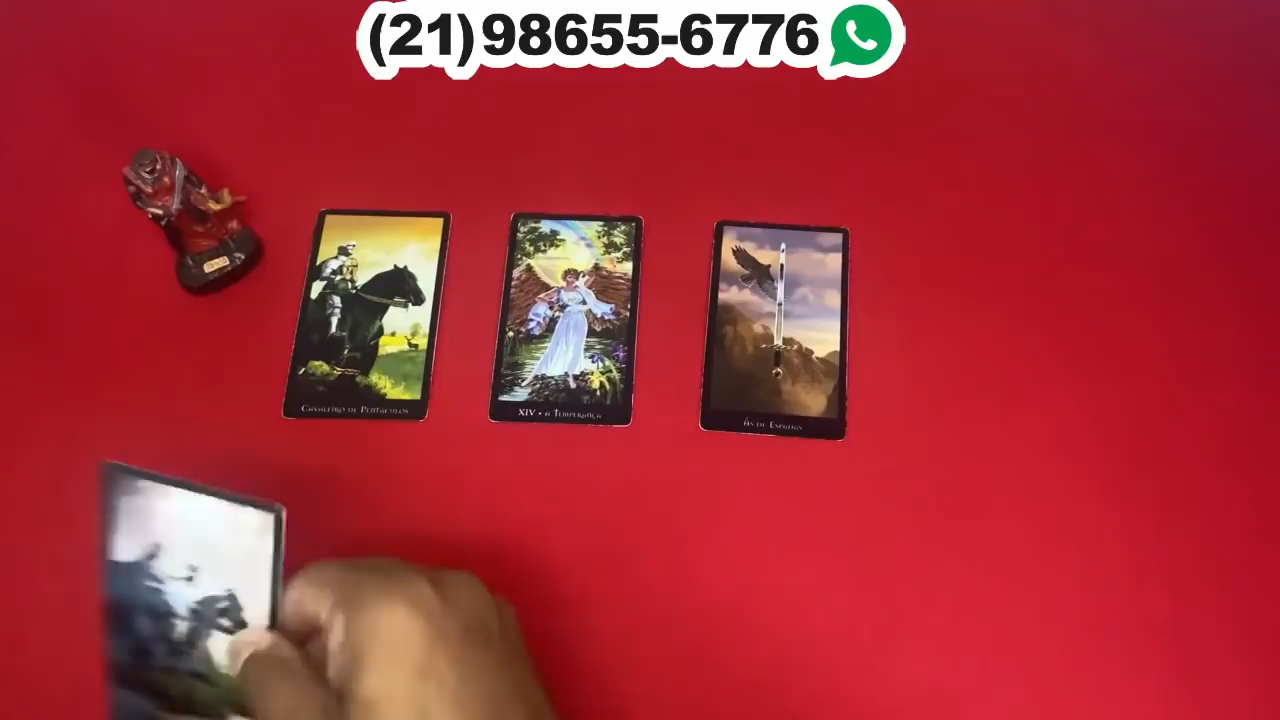 (21)98655-6776
Cavaleiro de Pentáculos
XIV • A Temperança
Ás de Espadas